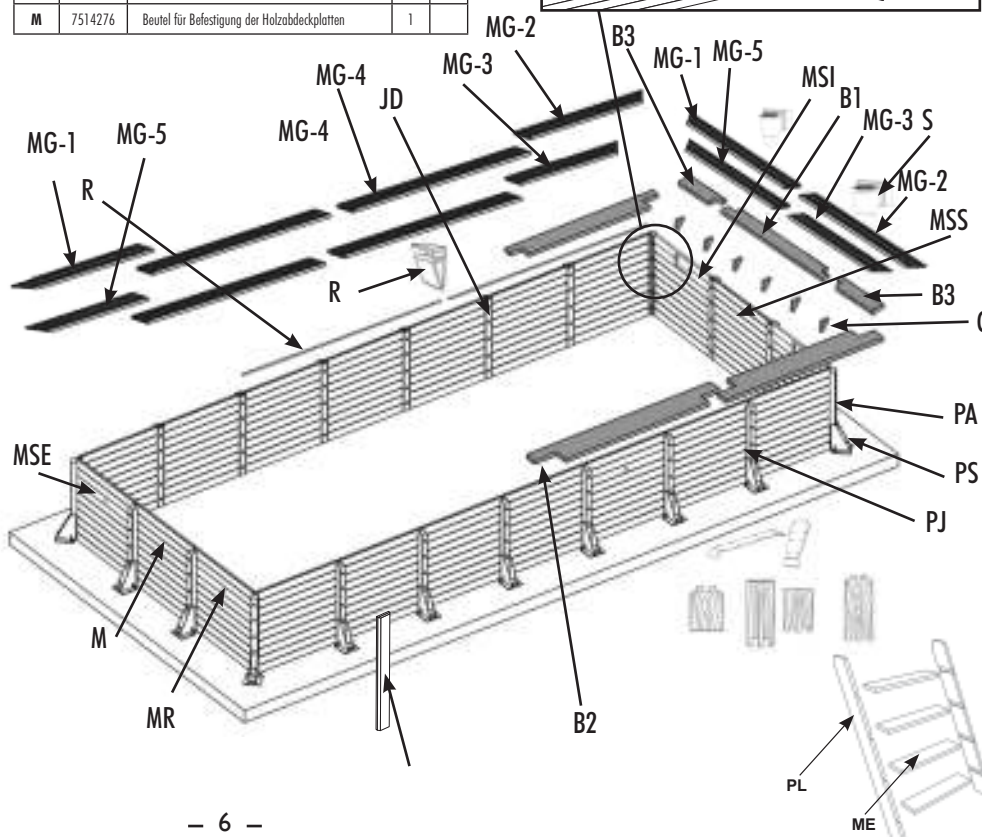 M 7514276 Beutel für Befestigung der Holzabdeckplatten 1
MG-2
B3
MG-1 MG-5
MSI
MG-4
MG-3
JD
B1
MG-4
MG-3 S
MG-1
MG-5
MG-2
R
MSS
R
B3
PA
MSE
PS
PJ
M
MR
B2
PL
ME
– 6 –